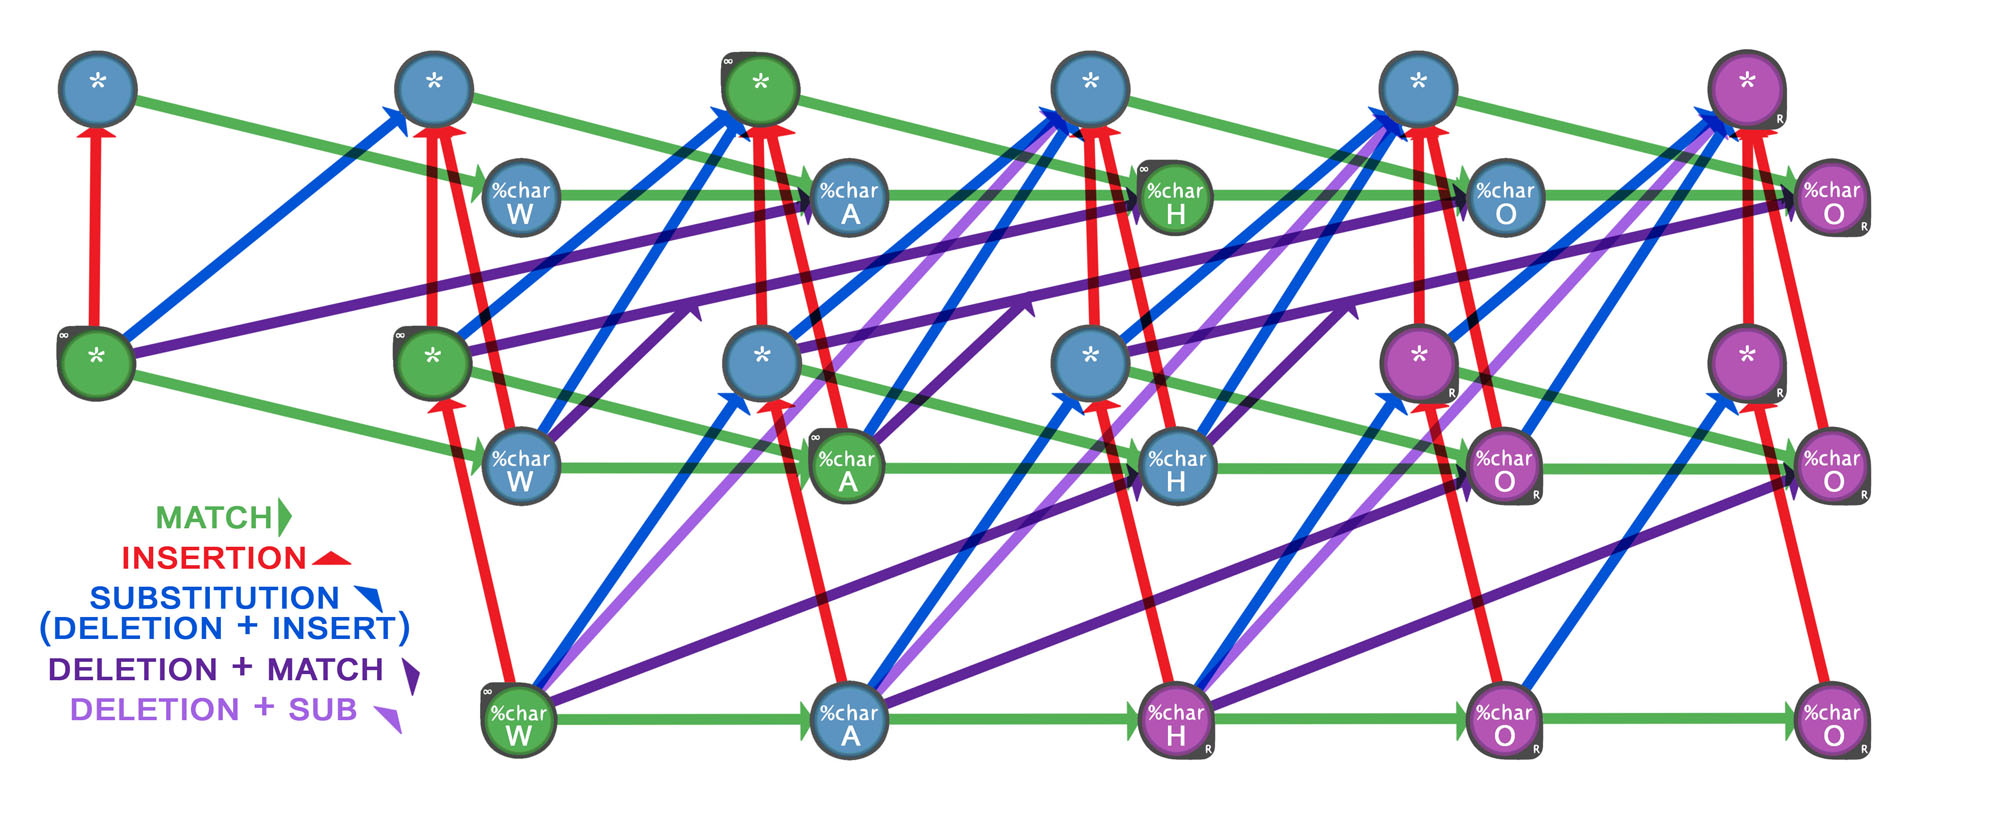 ∞ * R
* * * * * *
∞ R
%char %char %char %char %char
W A H O O
R
∞ ∞ R R
* * * * * *
∞
%char %char %char %char %char
W A H O O
R R
MATCH
INSERTION
SUBSTITUTION
(DELETION + INSERT)
DELETION + MATCH
DELETION + SUB
∞
%char %char %char %char %char
W A H O O
R R R